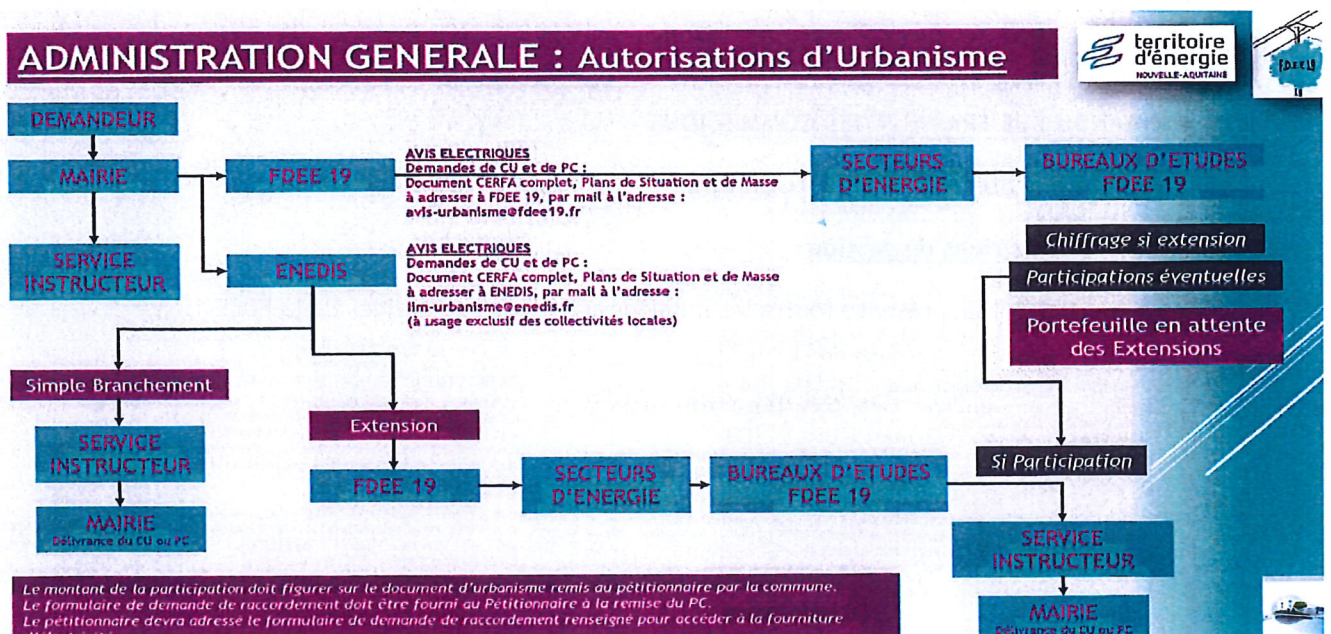 ADMINISTRATION GENERALE : Autorisations d'Urbanisme
territoire
d'énergie
NOUVELLE-AQUITAINE
DEMANDEUR
MAIRIE
FDEE 19
AVIS ELECTRIQUES
Demandes de CU et de PC :
Document CERFA complet, Plans de Situation et de Masse
à adresser à FDEE 19, par mail à l'adresse :
avis-urbanisme@fdee19.fr
SECTEURS
D'ENERGIE
BUREAUX D'ETUDES
FDEE 19
SERVICE
INSTRUCTEUR
ENEDIS
AVIS ELECTRIQUES
Demandes de CU et de PC :
Document CERFA complet, Plans de Situation et de Masse
à adresser à ENEDIS, par mail à l'adresse :
lim-urbanisme@enedis.fr
(à usage exclusif des collectivités locales)
Chiffrage si extension
Participations éventuelles
Portefeuille en attente
des Extensions
Simple Branchement
Extension
SERVICE
INSTRUCTEUR
FDEE 19
SECTEURS
D'ENERGIE
BUREAUX D'ETUDES
FDEE 19
Si Participation
MAIRIE
Délivrance du CU ou PC
SERVICE
INSTRUCTEUR
MAIRIE
Délivrance du CU ou PC
Le montant de la participation doit figurer sur le document d'urbanisme remis au pétitionnaire par la commune.
Le formulaire de demande de raccordement doit être fourni au Pétitionnaire à la remise du PC.
Le pétitionnaire devra adresse le formulaire de demande de raccordement renseigné pour accéder à la fourniture